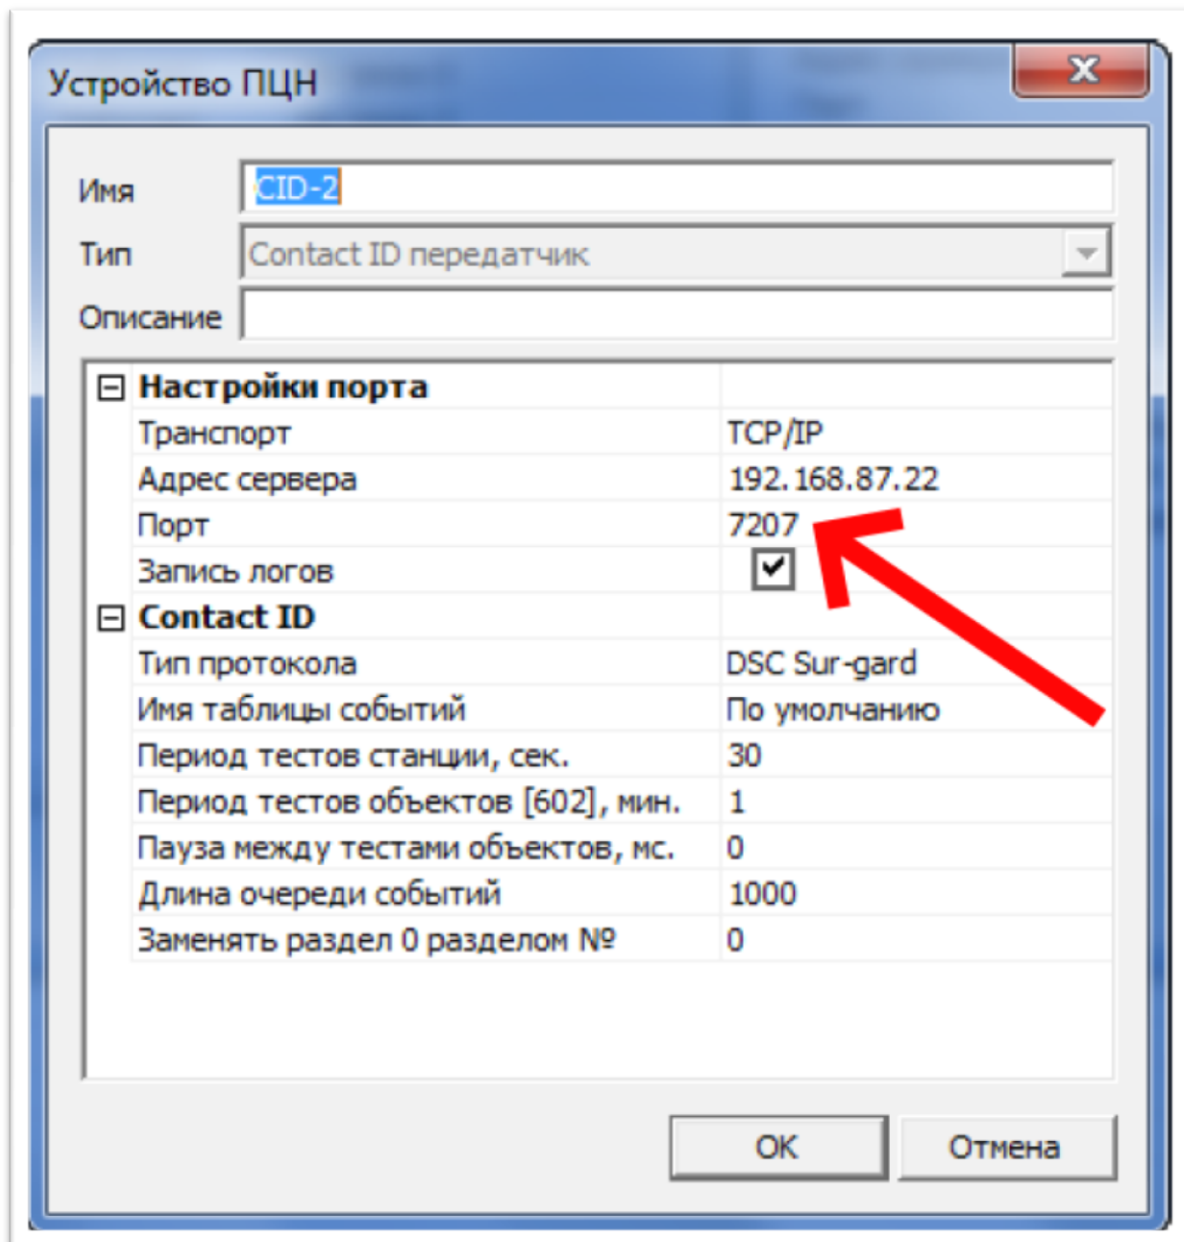 Устройство ПЦН
Имя CID-2
Тип Contact ID передатчик
Описание
Настройки порта
Транспорт TCP/IP
Адрес сервера 192.168.87.22
Порт 7207
Запись логов
Contact ID
Тип протокола DSC Sur-gard
Имя таблицы событий По умолчанию
Период тестов станции, сек. 30
Период тестов объектов [602], мин. 1
Пауза между тестами объектов, мс. 0
Длина очереди событий 1000
Заменять раздел 0 разделом № 0
OK Отмена